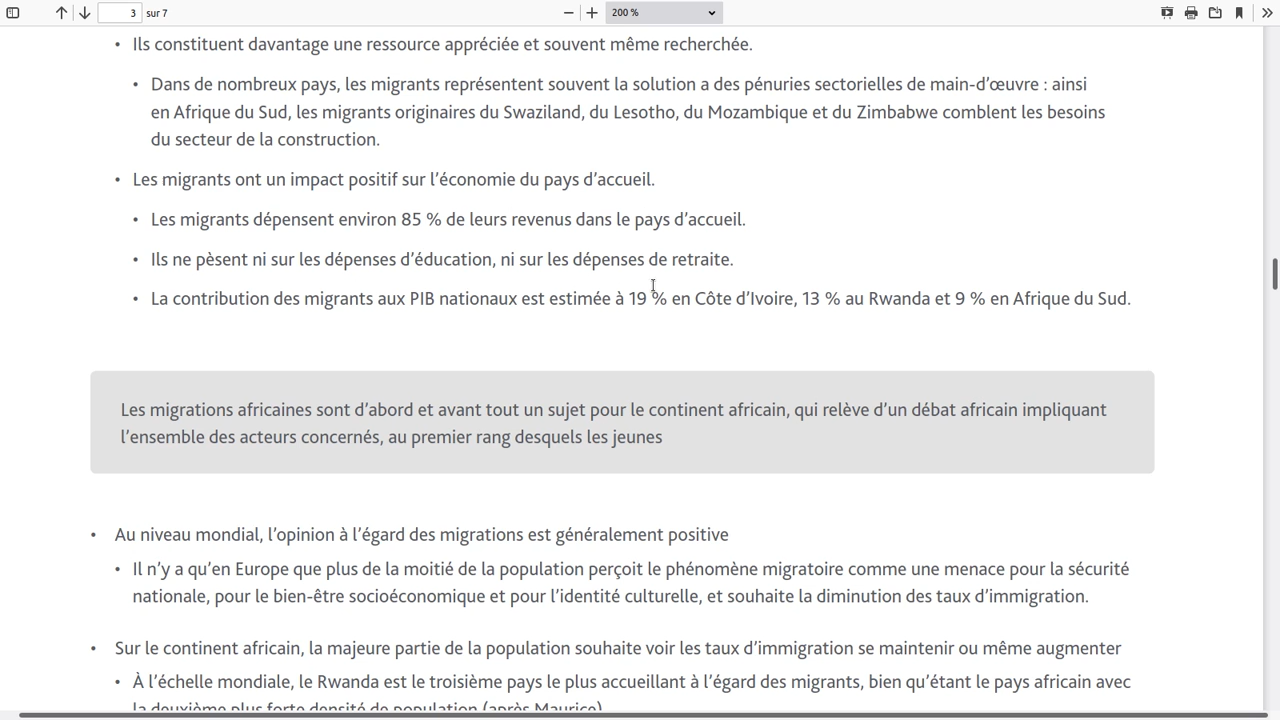 3 sur 7 200 %
• Ils constituent davantage une ressource appréciée et souvent même recherchée.
• Dans de nombreux pays, les migrants représentent souvent la solution a des pénuries sectorielles de main-d’œuvre : ainsi
en Afrique du Sud, les migrants originaires du Swaziland, du Lesotho, du Mozambique et du Zimbabwe comblent les besoins
du secteur de la construction.
• Les migrants ont un impact positif sur l’économie du pays d’accueil.
• Les migrants dépensent environ 85 % de leurs revenus dans le pays d’accueil.
• Ils ne pèsent ni sur les dépenses d’éducation, ni sur les dépenses de retraite.
• La contribution des migrants aux PIB nationaux est estimée à 19 % en Côte d’Ivoire, 13 % au Rwanda et 9 % en Afrique du Sud.
Les migrations africaines sont d’abord et avant tout un sujet pour le continent africain, qui relève d’un débat africain impliquant
l’ensemble des acteurs concernés, au premier rang desquels les jeunes
• Au niveau mondial, l’opinion à l’égard des migrations est généralement positive
• Il n’y a qu’en Europe que plus de la moitié de la population perçoit le phénomène migratoire comme une menace pour la sécurité
nationale, pour le bien-être socioéconomique et pour l’identité culturelle, et souhaite la diminution des taux d’immigration.
• Sur le continent africain, la majeure partie de la population souhaite voir les taux d’immigration se maintenir ou même augmenter
• À l’échelle mondiale, le Rwanda est le troisième pays le plus accueillant à l’égard des migrants, bien qu’étant le pays africain avec
la deuxième plus forte densité de population (après Maurice)